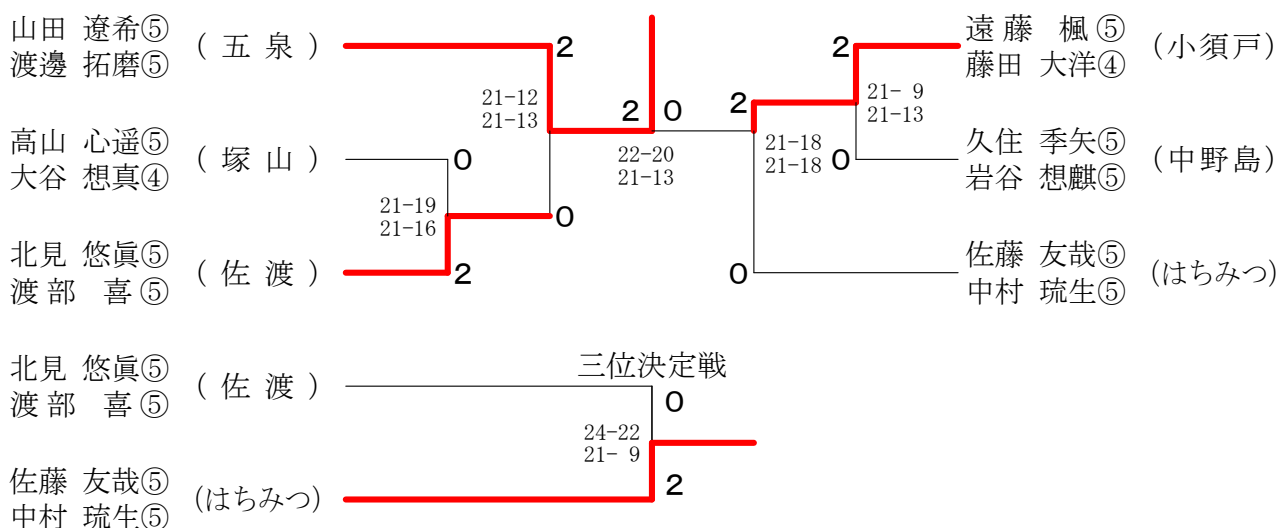 山田 遼希⑤
渡邊 拓磨⑤
( 五 泉 )
2
21-12
21-13
高山 心遥⑤
大谷 想真④
( 塚 山 )
0
21-19
21-16
0
北見 悠眞⑤
渡部 喜⑤
( 佐 渡 )
2
2 0
22-20
21-13
遠藤 楓⑤
藤田 大洋④
(小須戸)
2
21- 9
21-13
2
21-18
21-18
久住 季矢⑤
岩谷 想麒⑤
(中野島)
0
佐藤 友哉⑤
中村 琉生⑤
(はちみつ)
0
三位決定戦
北見 悠眞⑤
渡部 喜⑤
( 佐 渡 )
0
24-22
21- 9
佐藤 友哉⑤
中村 琉生⑤
(はちみつ)
2